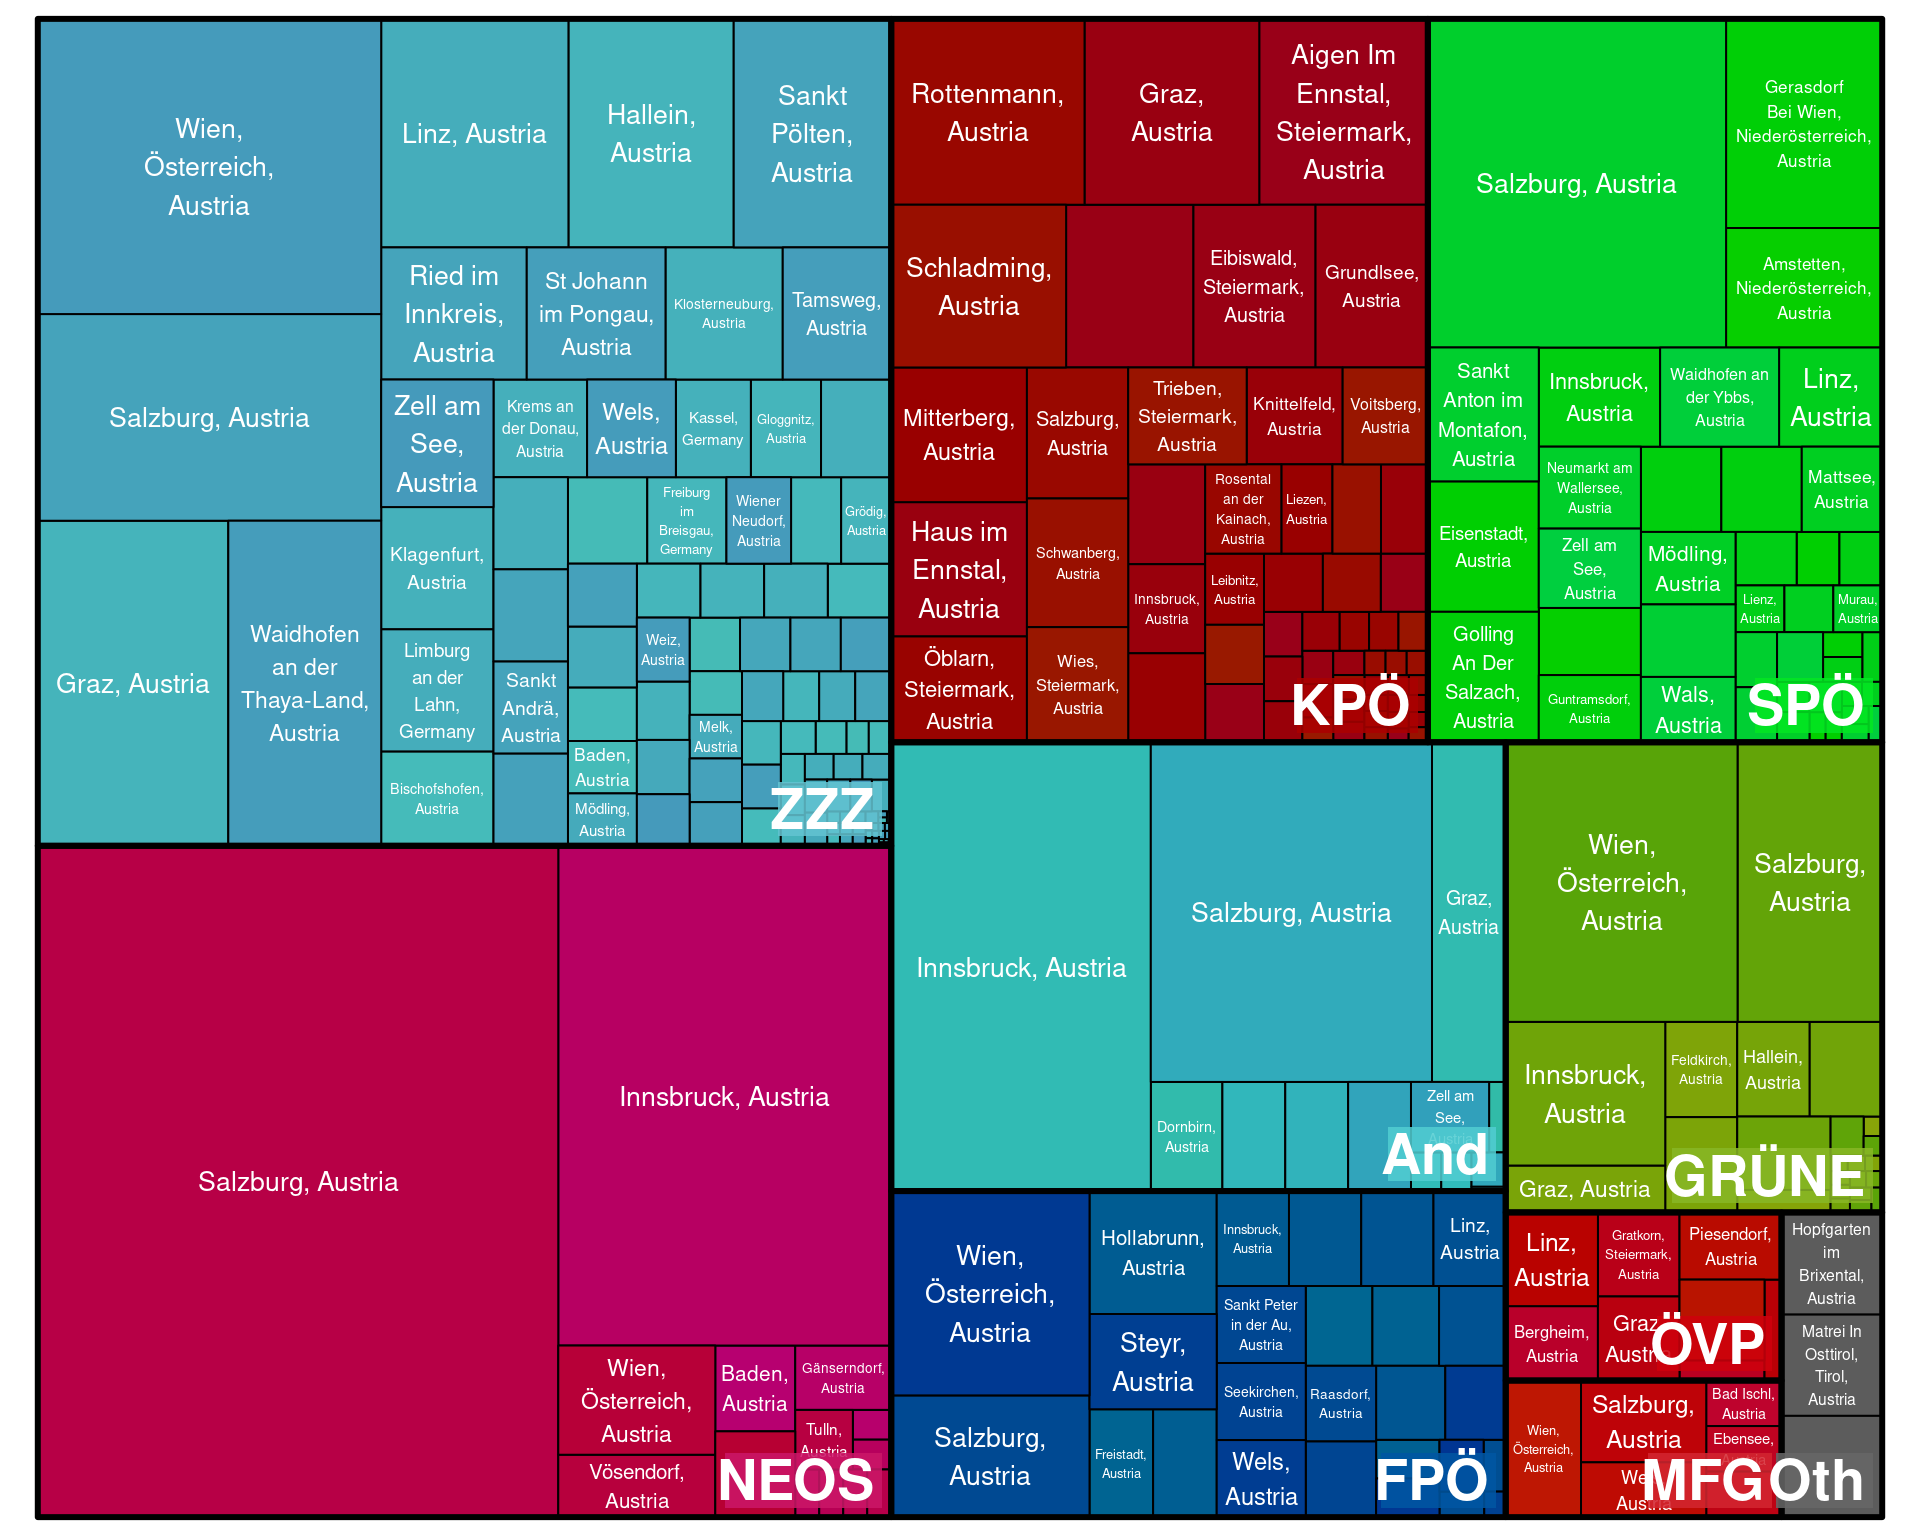 Wien,
Österreich,
Austria
Linz, Austria
Hallein,
Austria
Sankt
Pölten,
Austria
Salzburg, Austria
Ried im
Innkreis,
Austria
St Johann
im Pongau,
Austria
Klosterneuburg,
Austria
Tamsweg,
Austria
Zell am
See,
Austria
Krems an
der Donau,
Austria
Wels,
Austria
Kassel,
Germany
Gloggnitz,
Austria
Freiburg
im
Breisgau,
Germany
Wiener
Neudorf,
Austria
Grödig,
Austria
Graz, Austria
Waidhofen
an der
Thaya-Land,
Austria
Klagenfurt,
Austria
Limburg
an der
Lahn,
Germany
Bischofshofen,
Austria
Sankt
Andrä,
Austria
Weiz,
Austria
Melk,
Austria
Baden,
Austria
Mödling,
Austria
ZZZ
Rottenmann,
Austria
Graz,
Austria
Aigen Im
Ennstal,
Steiermark,
Austria
Schladming,
Austria
Eibiswald,
Steiermark,
Austria
Grundlsee,
Austria
Mitterberg,
Austria
Salzburg,
Austria
Trieben,
Steiermark,
Austria
Knittelfeld,
Austria
Voitsberg,
Austria
Haus im
Ennstal,
Austria
Schwanberg,
Austria
Rosental
an der
Kainach,
Austria
Liezen,
Austria
Innsbruck,
Austria
Leibnitz,
Austria
Öblarn,
Steiermark,
Austria
Wies,
Steiermark,
Austria
KPÖ
Salzburg, Austria
Gerasdorf
Bei Wien,
Niederösterreich,
Austria
Amstetten,
Niederösterreich,
Austria
Sankt
Anton im
Montafon,
Austria
Innsbruck,
Austria
Waidhofen an
der Ybbs,
Austria
Linz,
Austria
Neumarkt am
Wallersee,
Austria
Mattsee,
Austria
Eisenstadt,
Austria
Zell am
See,
Austria
Mödling,
Austria
Lienz,
Austria
Murau,
Austria
Golling
An Der
Salzach,
Austria
Guntramsdorf,
Austria
Wals,
Austria
SPÖ
Salzburg, Austria
Innsbruck, Austria
Wien,
Österreich,
Austria
Baden,
Austria
Gänserndorf,
Austria
Tulln,
Austria
Vösendorf,
Austria
NEOS
Innsbruck, Austria
Salzburg, Austria
Graz,
Austria
Dornbirn,
Austria
Zell am
See,
Austria
And
Wien,
Österreich,
Austria
Salzburg,
Austria
Innsbruck,
Austria
Feldkirch,
Austria
Hallein,
Austria
Graz, Austria
GRÜNE
Wien,
Österreich,
Austria
Hollabrunn,
Austria
Innsbruck,
Austria
Linz,
Austria
Steyr,
Austria
Sankt Peter
in der Au,
Austria
Seekirchen,
Austria
Raasdorf,
Austria
Salzburg,
Austria
Freistadt,
Austria
Wels,
Austria
FPÖ
Linz,
Austria
Gratkorn,
Steiermark,
Austria
Piesendorf,
Austria
Bergheim,
Austria
Graz,
Austria
ÖVP
Wien,
Österreich,
Austria
Salzburg,
Austria
Bad Ischl,
Austria
Ebensee,
Austria
MFG
Hopfgarten
im
Brixental,
Austria
Matrei In
Osttirol,
Tirol,
Austria
Oth